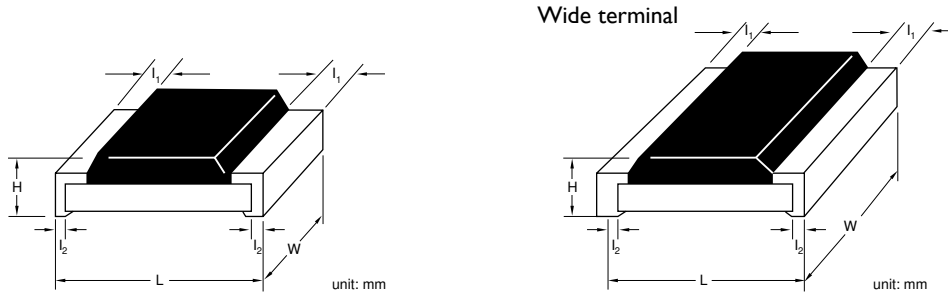 Wide terminal
l₁
l₁
H
l₂
l₂
W
L
unit: mm
l₁
l₁
H
l₂
l₂
W
L
unit: mm